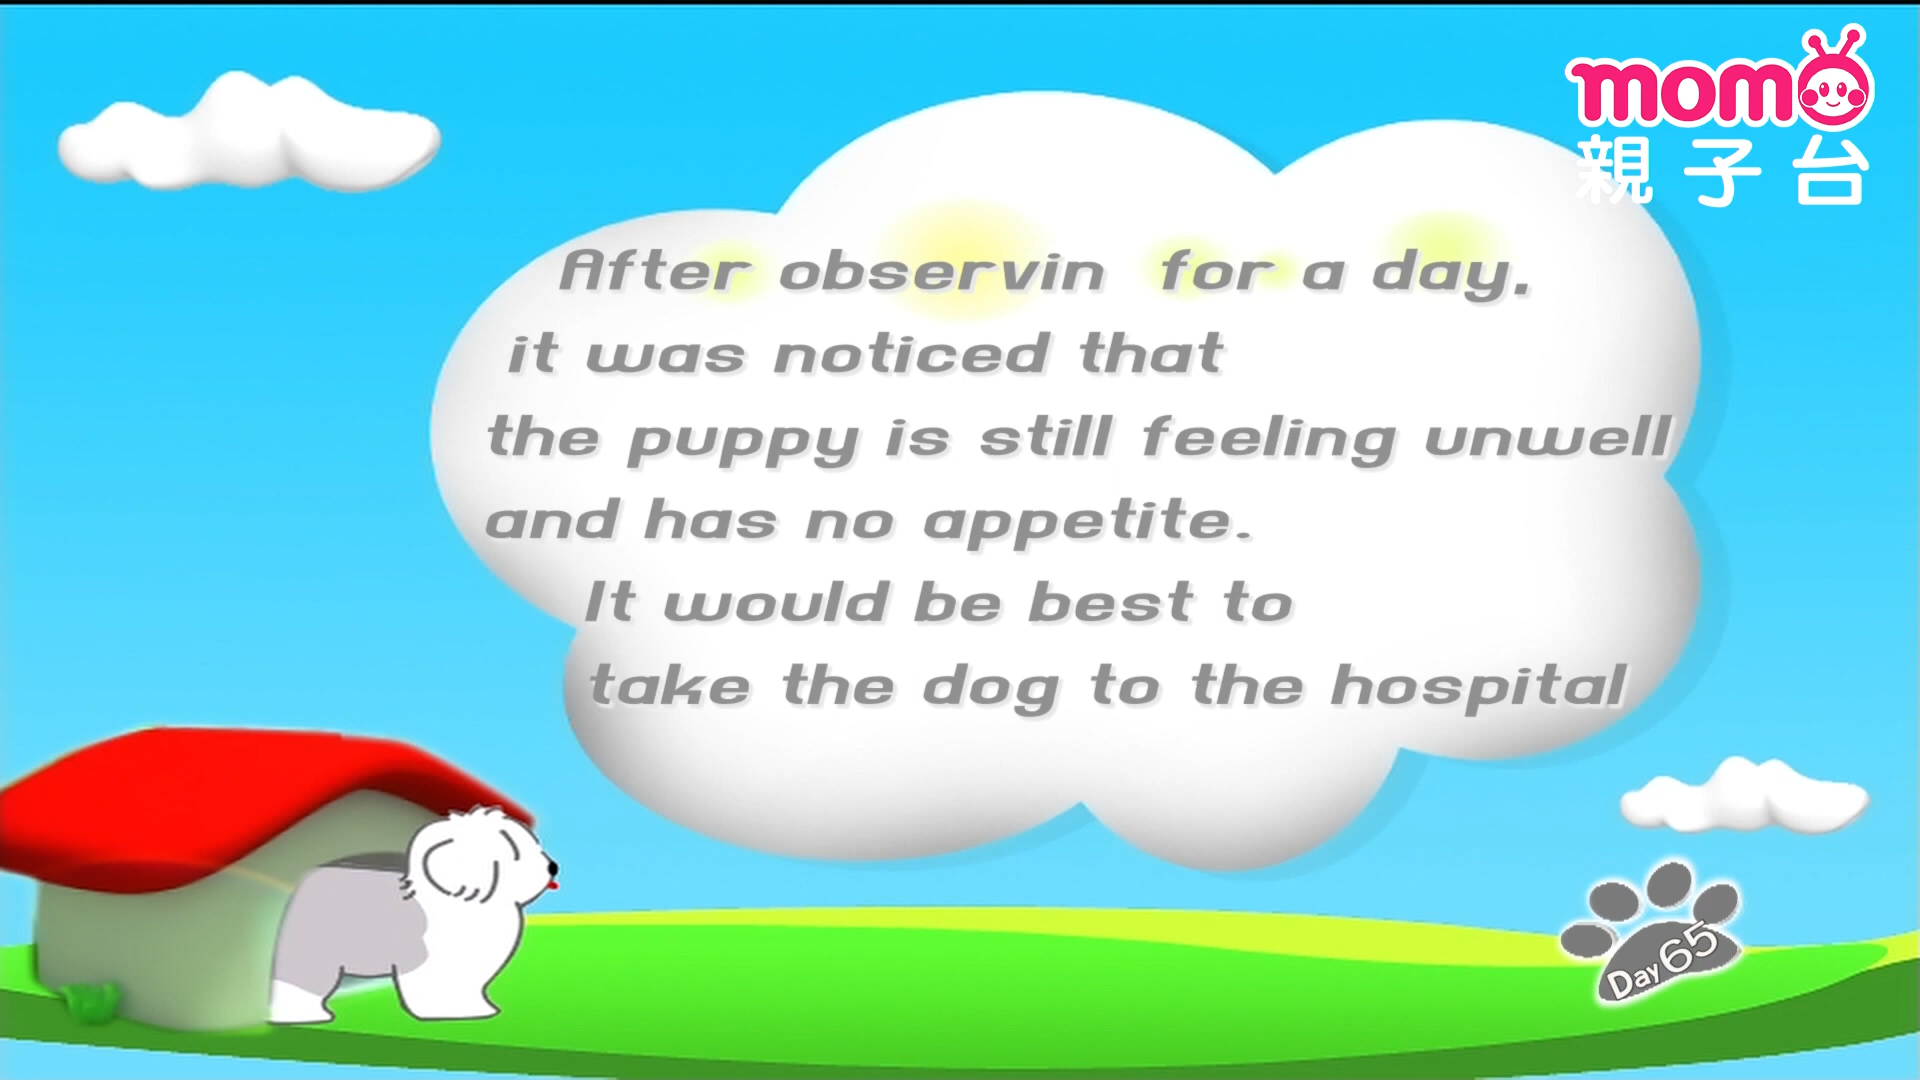 momo
親子台
After observin for a day.
it was noticed that
the puppy is still feeling unwell
and has no appetite.
It would be best to
take the dog to the hospital
Day 65